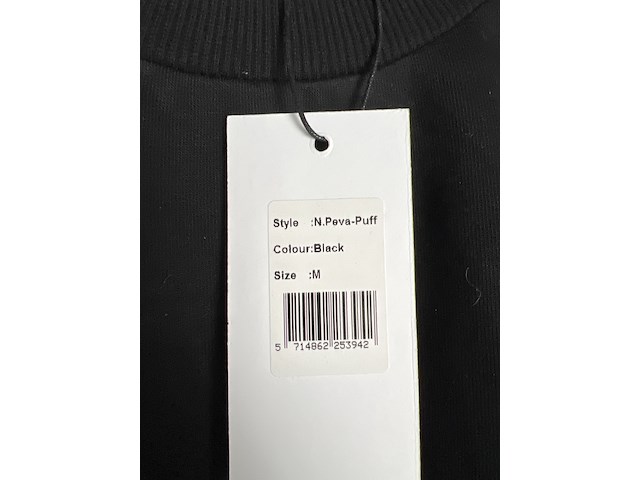 Style :N.Peva-Puff
Colour:Black
Size :M
5 714862 253942